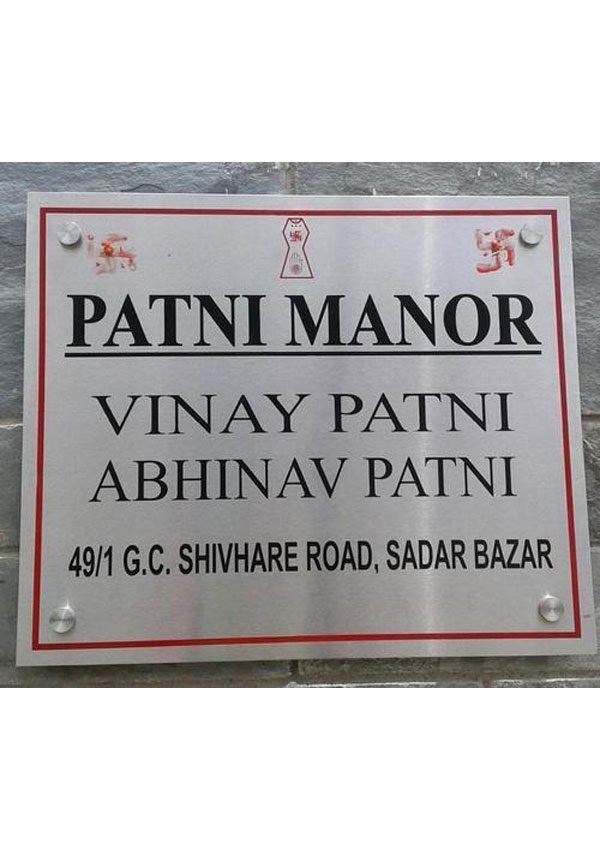 PATNI MANOR
VINAY PATNI
ABHINAV PATNI
49/1 G.C. SHIVHARE ROAD, SADAR BAZAR